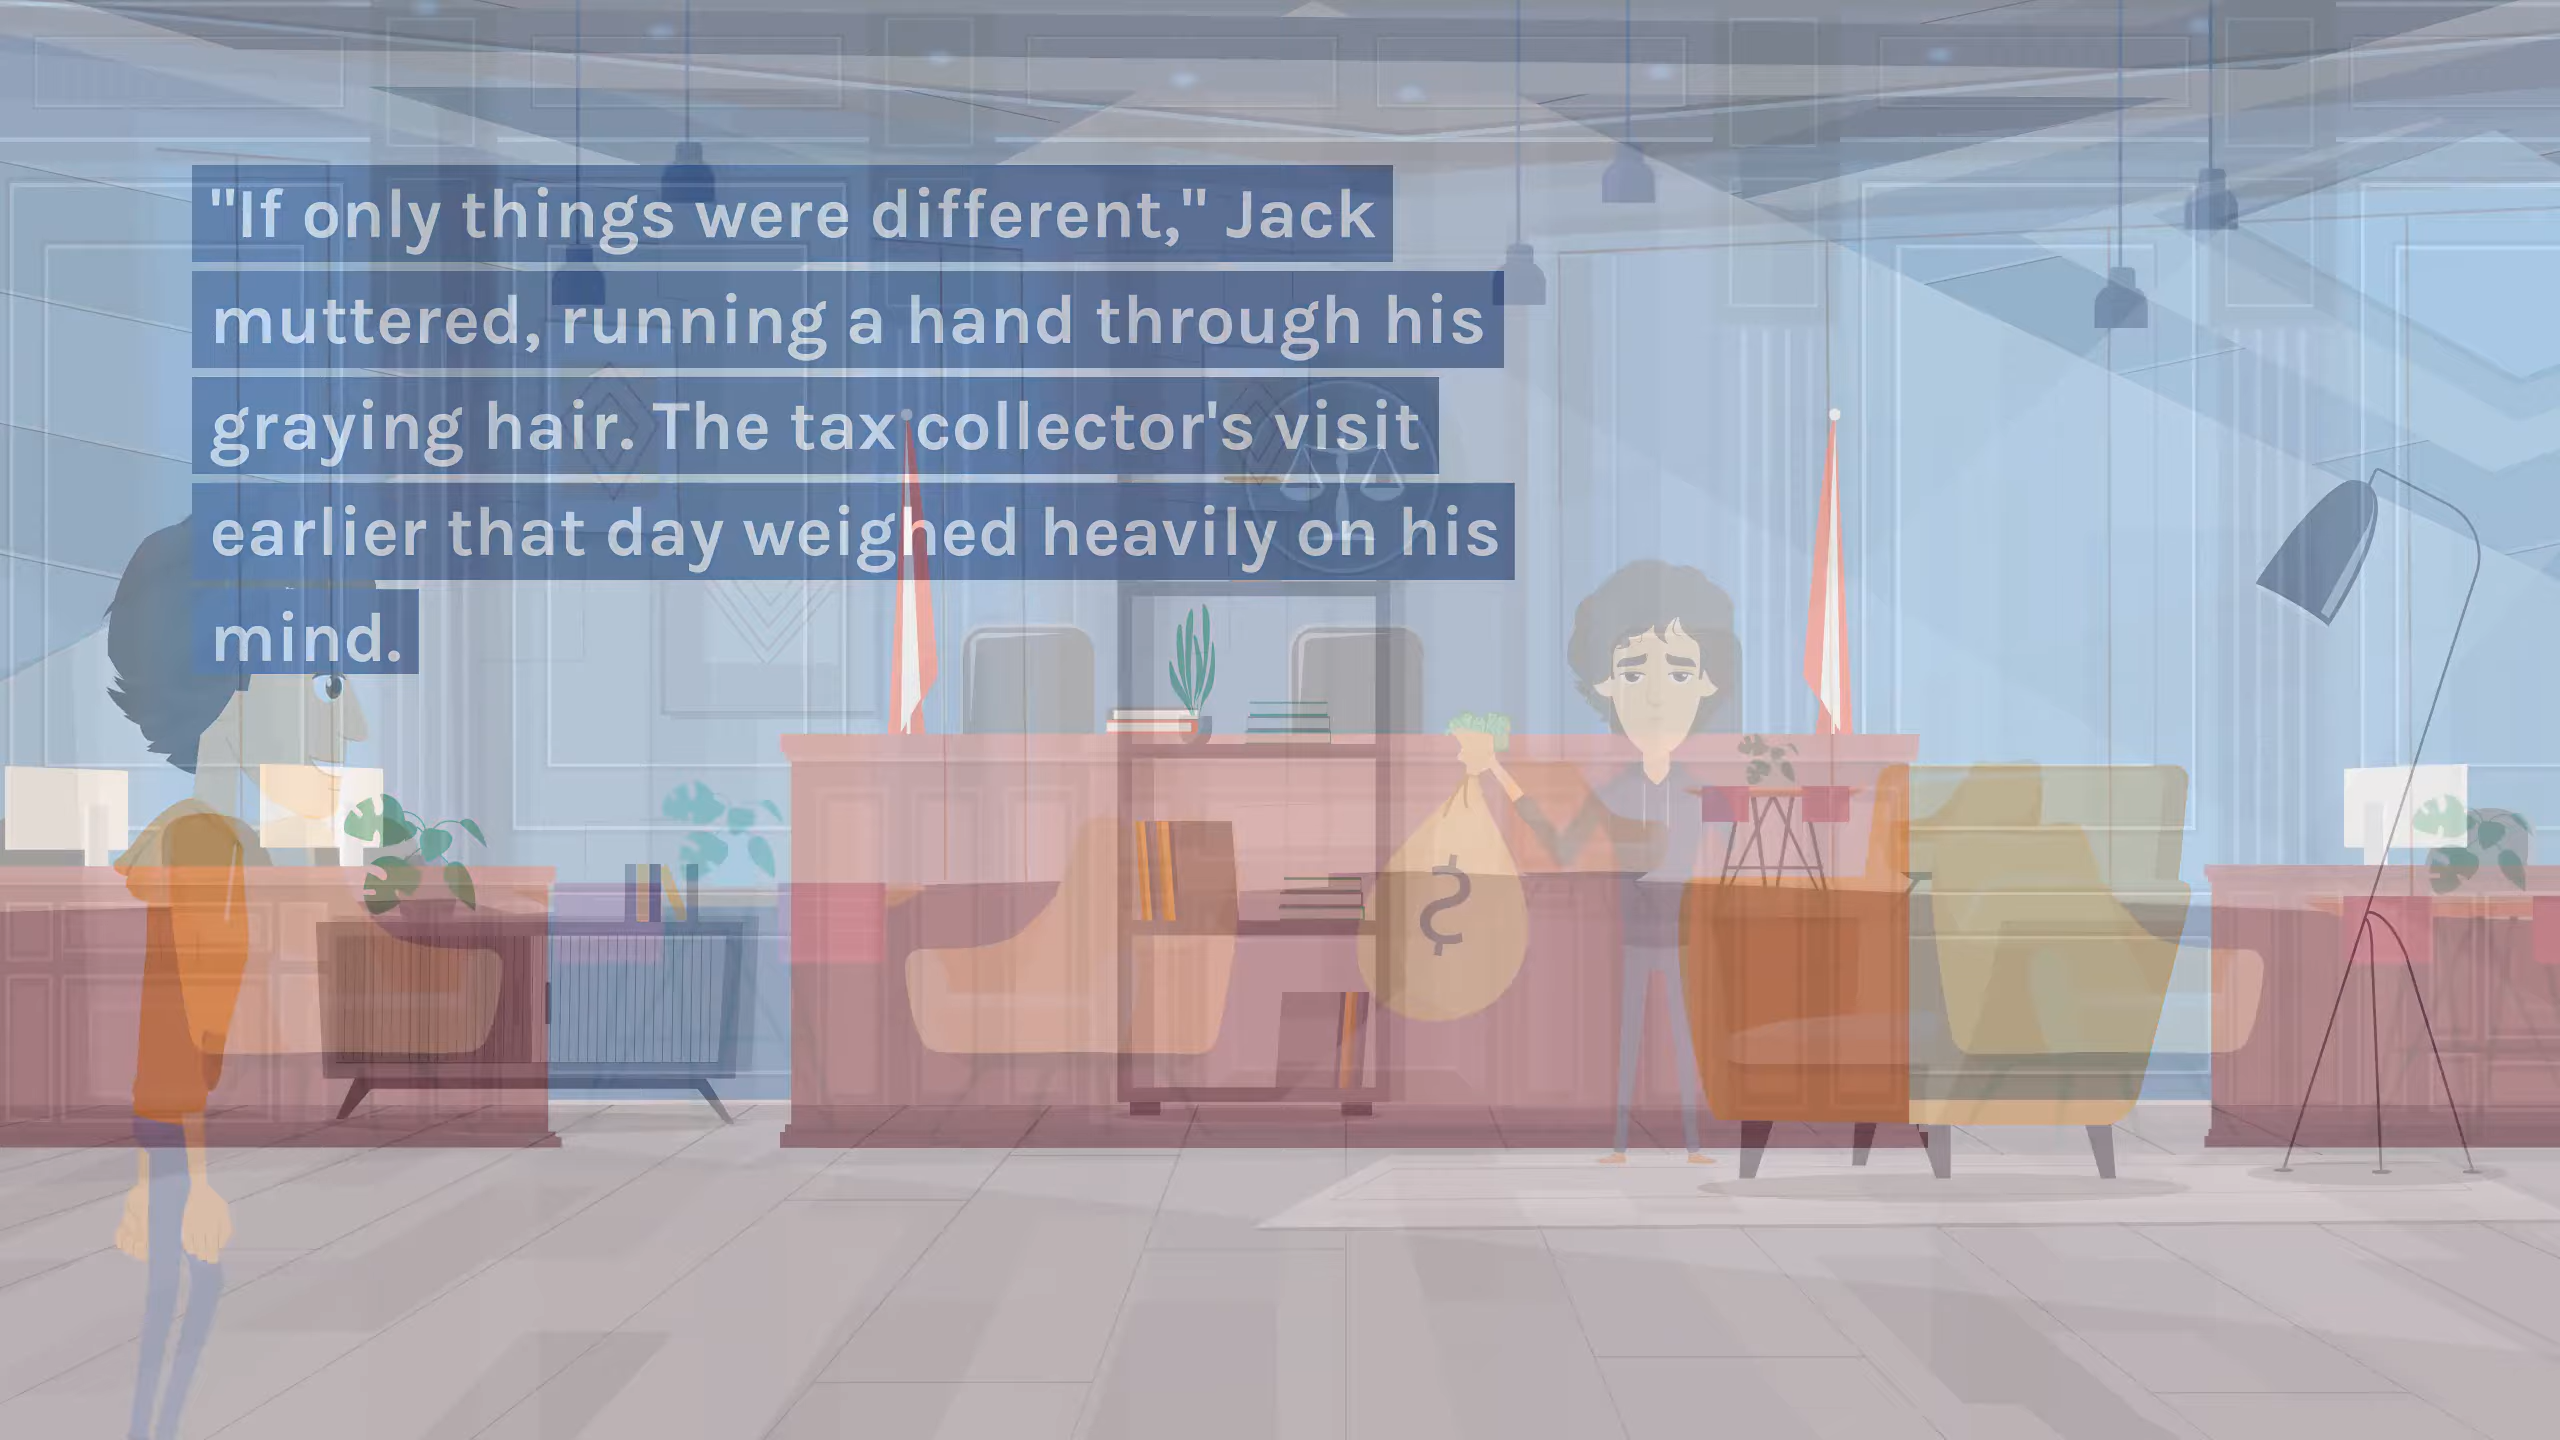 "If only things were different," Jack
muttered, running a hand through his
graying hair. The tax collector's visit
earlier that day weighed heavily on his
mind.
$